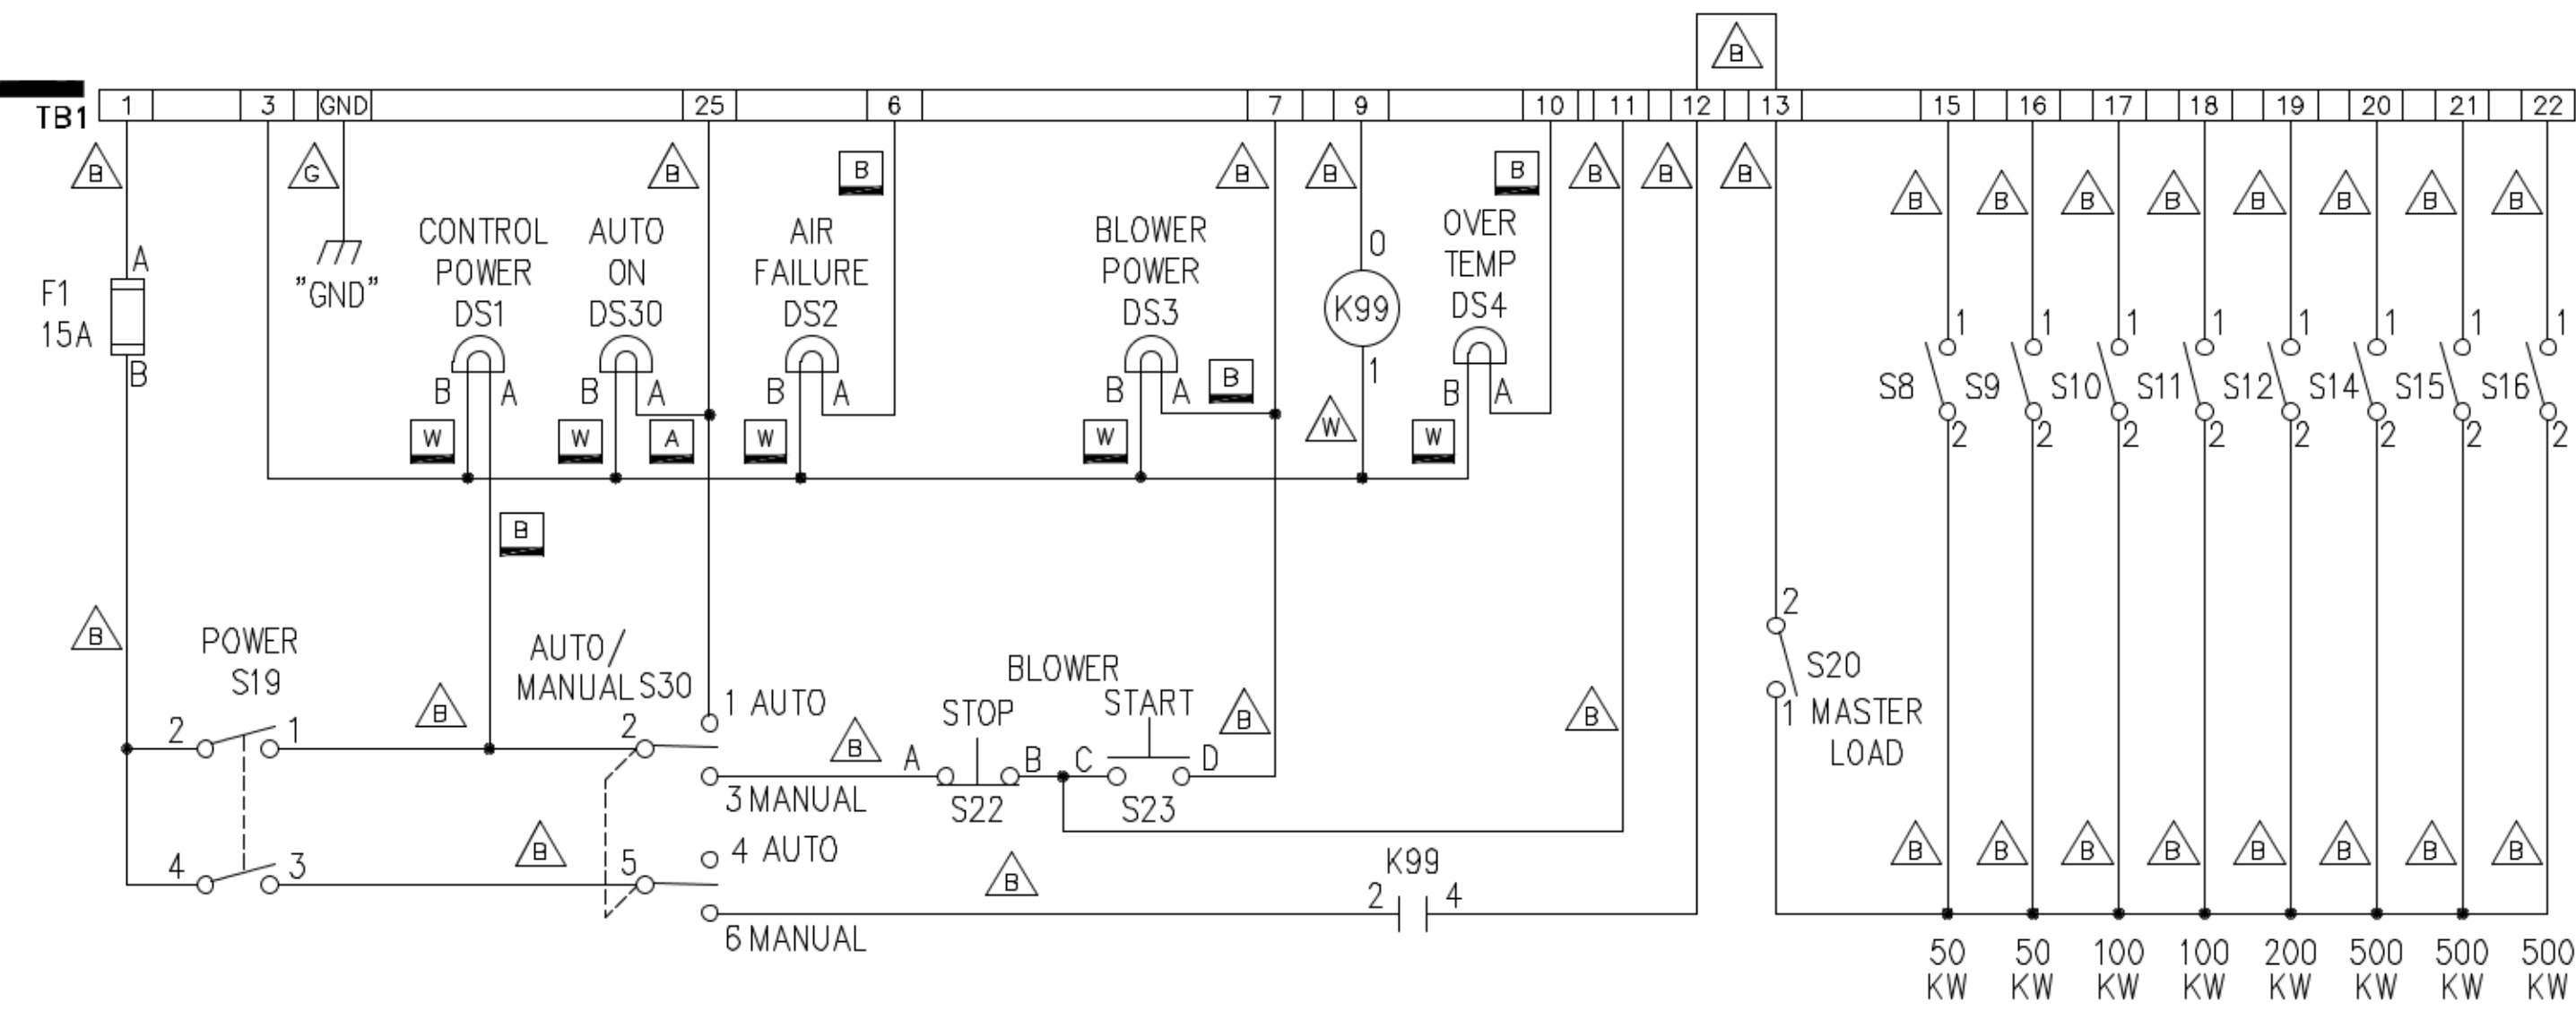 B
TB1 1 3 GND 25 6 7 9 10 11 12 13 15 16 17 18 19 20 21 22
B G B B B B B B B B
B B B B B B B B
CONTROL POWER DS1
AUTO ON DS30
AIR FAILURE DS2
BLOWER POWER DS3
OVER TEMP DS4
"GND"
A
F1 15A
B
0
K99
1
B A B A B A B A B B A
W W A W W W W
1 1 1 1 1 1 1 1
S8 S9 S10 S11 S12 S14 S15 S16
2 2 2 2 2 2 2 2
B
B
POWER S19
2 1
4 3
B
AUTO/ MANUAL S30
2
1 AUTO
3 MANUAL
B
BLOWER
STOP START
A B C D
S22 S23
B
B
2
S20
1 MASTER LOAD
B
5
4 AUTO
6 MANUAL
B
K99
2 4
B B B B B B B B
50 KW
50 KW
100 KW
100 KW
200 KW
500 KW
500 KW
500 KW